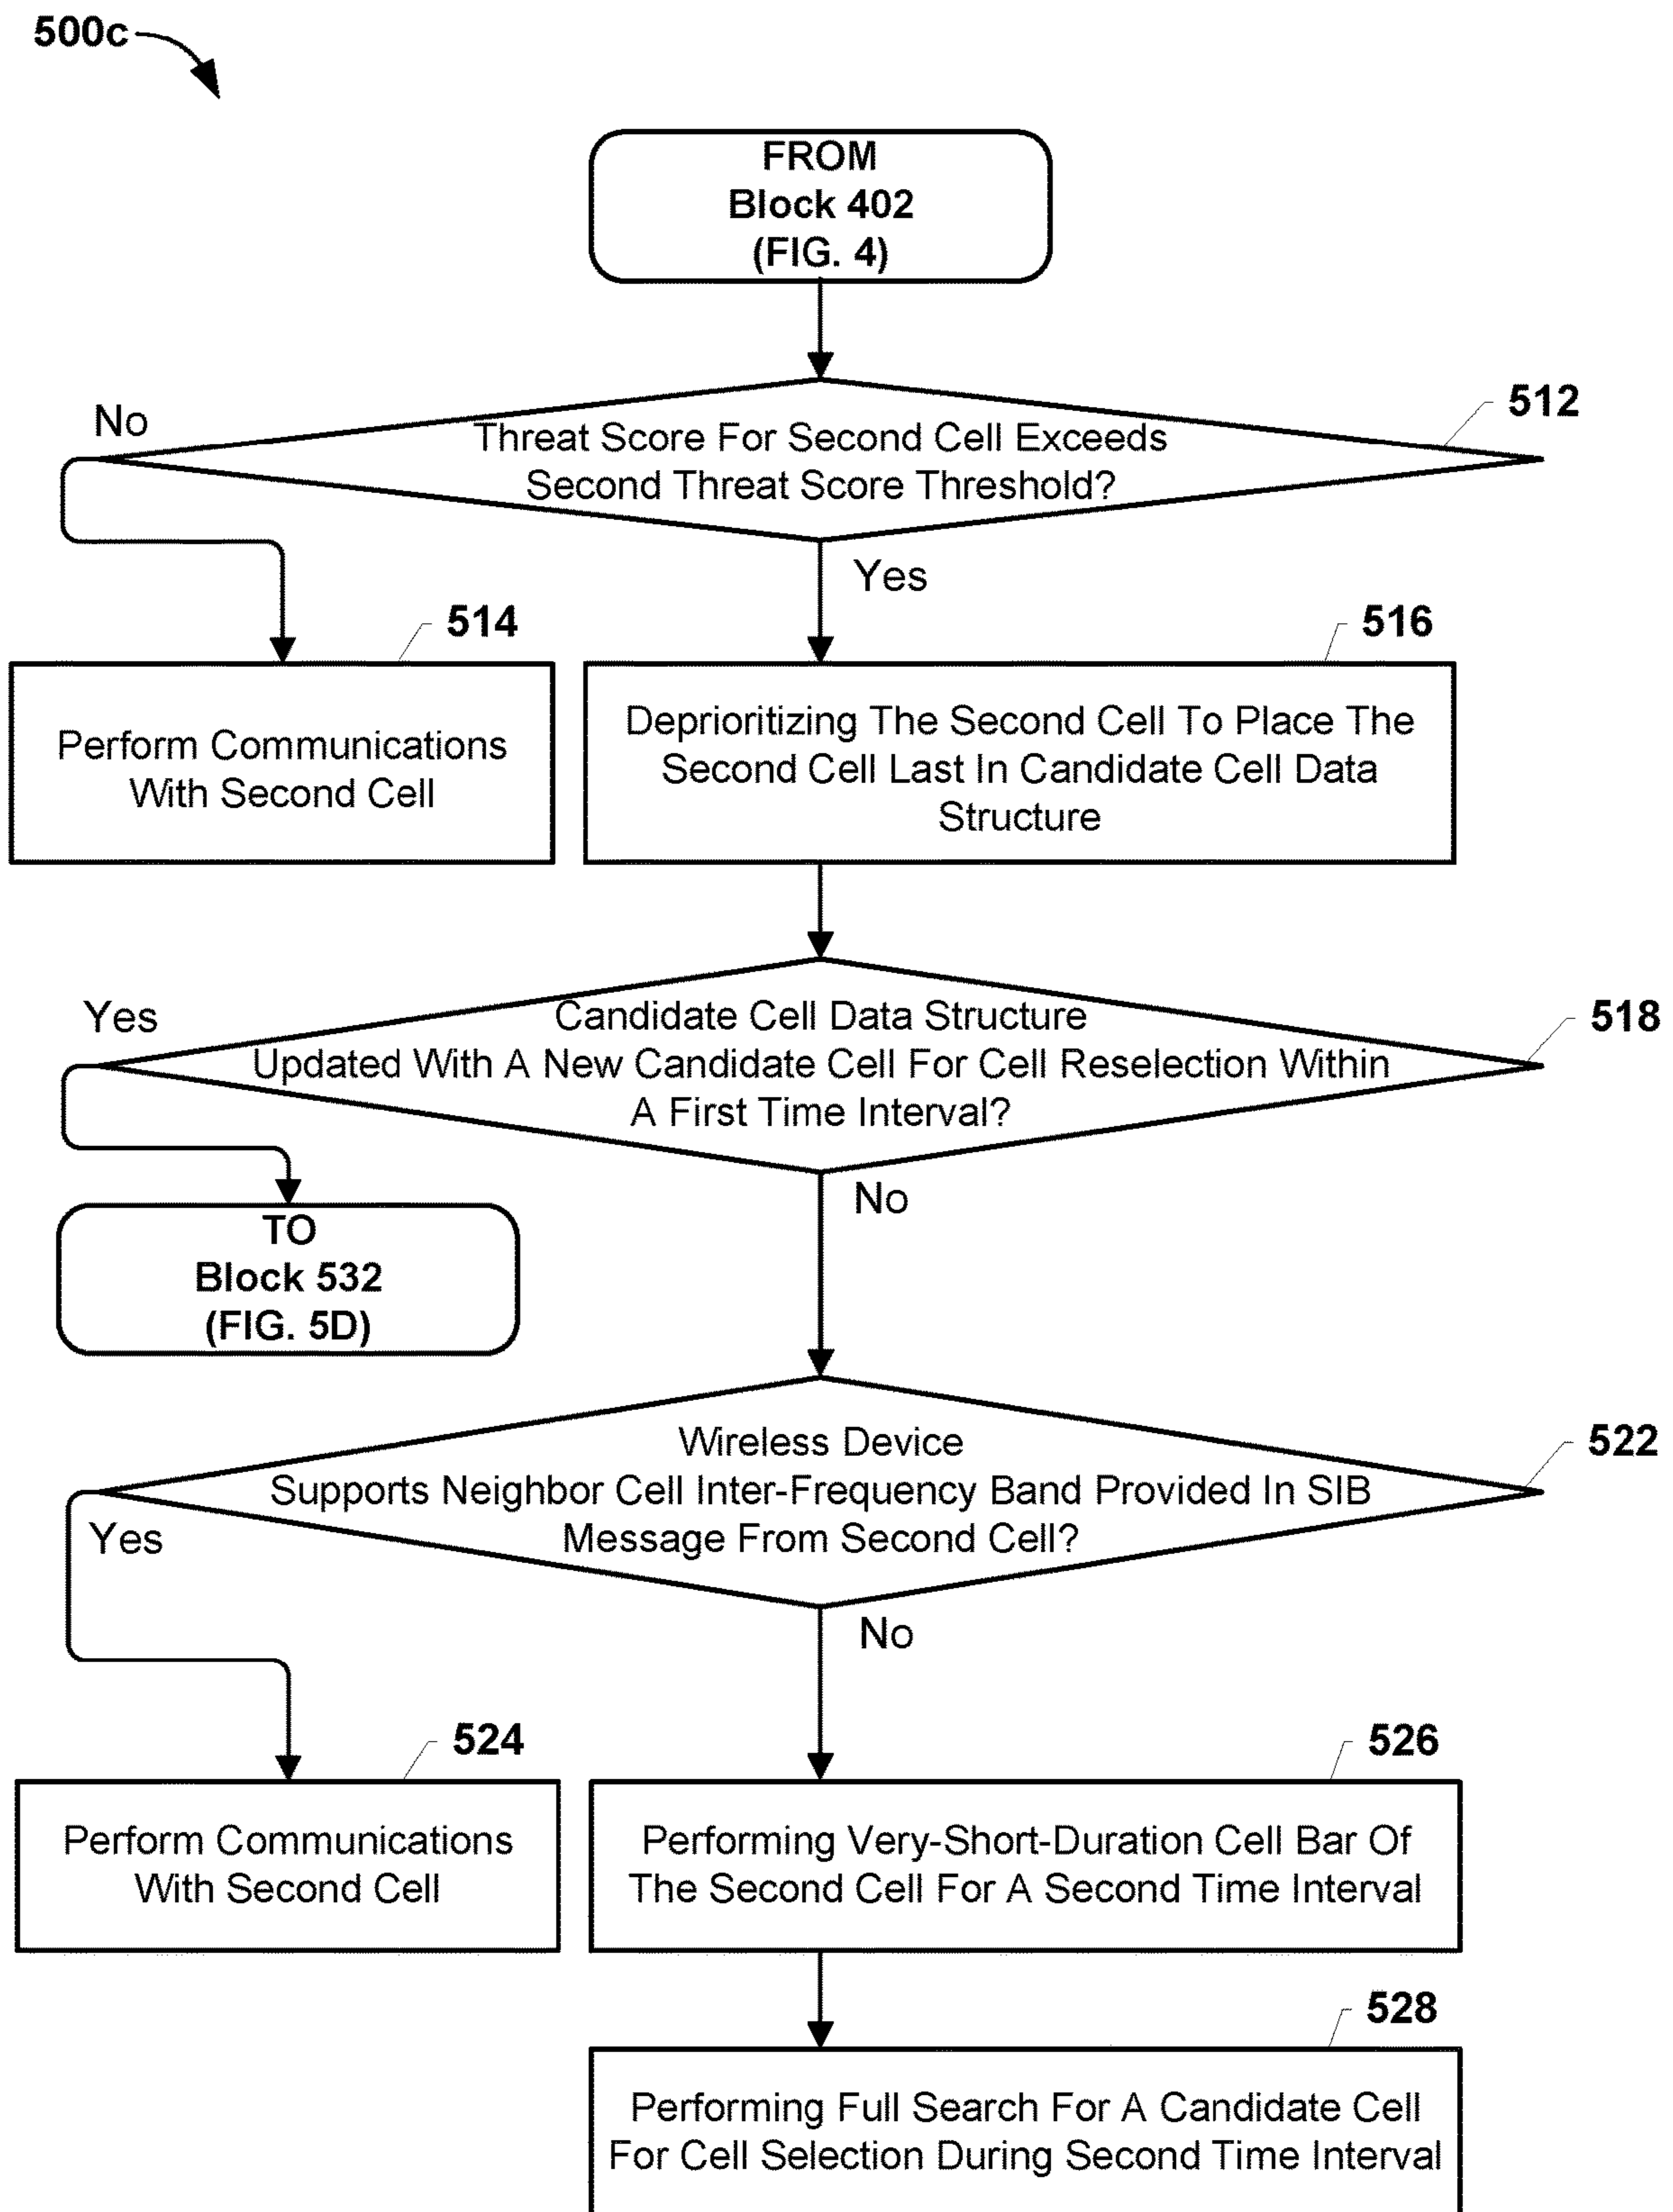 500c
FROM
Block 402
(FIG. 4)
512
No
Threat Score For Second Cell Exceeds
Second Threat Score Threshold?
Yes
514
516
Perform Communications
With Second Cell
Deprioritizing The Second Cell To Place The
Second Cell Last In Candidate Cell Data
Structure
518
Yes
Candidate Cell Data Structure
Updated With A New Candidate Cell For Cell Reselection Within
A First Time Interval?
No
TO
Block 532
(FIG. 5D)
522
Wireless Device
Supports Neighbor Cell Inter-Frequency Band Provided In SIB
Message From Second Cell?
Yes
No
524
526
Perform Communications
With Second Cell
Performing Very-Short-Duration Cell Bar Of
The Second Cell For A Second Time Interval
528
Performing Full Search For A Candidate Cell
For Cell Selection During Second Time Interval